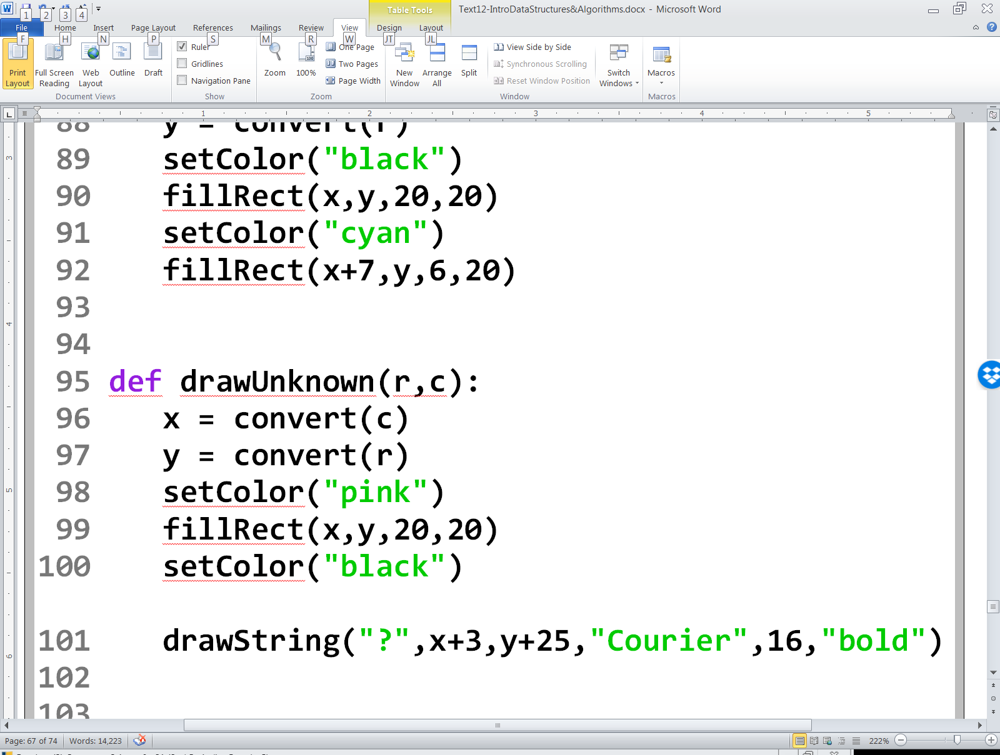 1 2 3 4
Table Tools
Text12-IntroDataStructures&Algorithms.docx - Microsoft Word
File Home Insert Page Layout References Mailings Review View Design Layout
F H N P S M R W JT JL
Print Layout
Full Screen Reading
Web Layout
Outline
Draft
Document Views
Ruler
Gridlines
Navigation Pane
Show
Zoom
100%
One Page
Two Pages
Page Width
Zoom
New Window
Arrange All
Split
View Side by Side
Synchronous Scrolling
Reset Window Position
Window
Switch Windows
Macros
Macros
L 1 2 3 4 5
3
4
5
6
88 y = convert(r)
89 setColor("black")
90 fillRect(x,y,20,20)
91 setColor("cyan")
92 fillRect(x+7,y,6,20)
93
94
95 def drawUnknown(r,c):
96 x = convert(c)
97 y = convert(r)
98 setColor("pink")
99 fillRect(x,y,20,20)
100 setColor("black")
101 drawString("?",x+3,y+25,"Courier",16,"bold")
102
103
Page: 67 of 74 Words: 14,223 222%